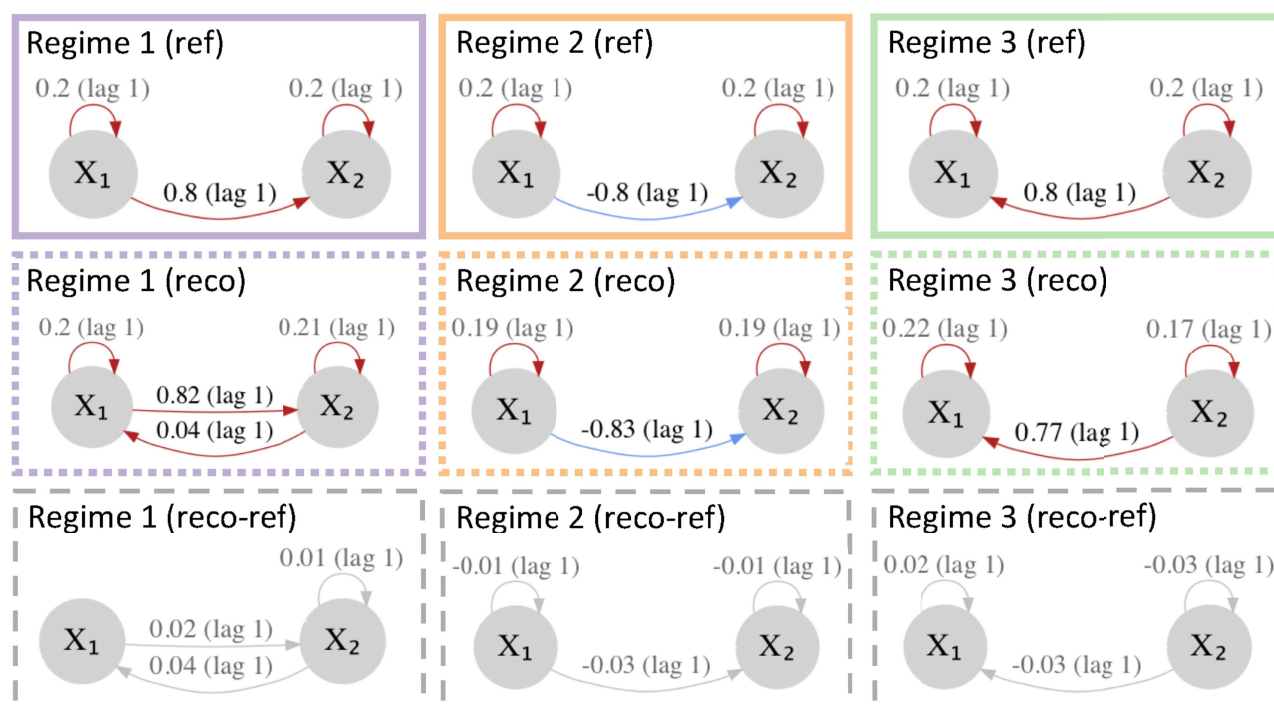 Regime 1 (ref)
0.2 (lag 1)
0.2 (lag 1)
X₁
X₂
0.8 (lag 1)
Regime 2 (ref)
0.2 (lag 1)
0.2 (lag 1)
X₁
X₂
-0.8 (lag 1)
Regime 3 (ref)
0.2 (lag 1)
0.2 (lag 1)
X₁
X₂
0.8 (lag 1)
Regime 1 (reco)
0.2 (lag 1)
0.21 (lag 1)
X₁
X₂
0.82 (lag 1)
0.04 (lag 1)
Regime 2 (reco)
0.19 (lag 1)
0.19 (lag 1)
X₁
X₂
-0.83 (lag 1)
Regime 3 (reco)
0.22 (lag 1)
0.17 (lag 1)
X₁
X₂
0.77 (lag 1)
Regime 1 (reco-ref)
0.01 (lag 1)
X₁
X₂
0.02 (lag 1)
0.04 (lag 1)
Regime 2 (reco-ref)
-0.01 (lag 1)
-0.01 (lag 1)
X₁
X₂
-0.03 (lag 1)
Regime 3 (reco-ref)
0.02 (lag 1)
-0.03 (lag 1)
X₁
X₂
-0.03 (lag 1)